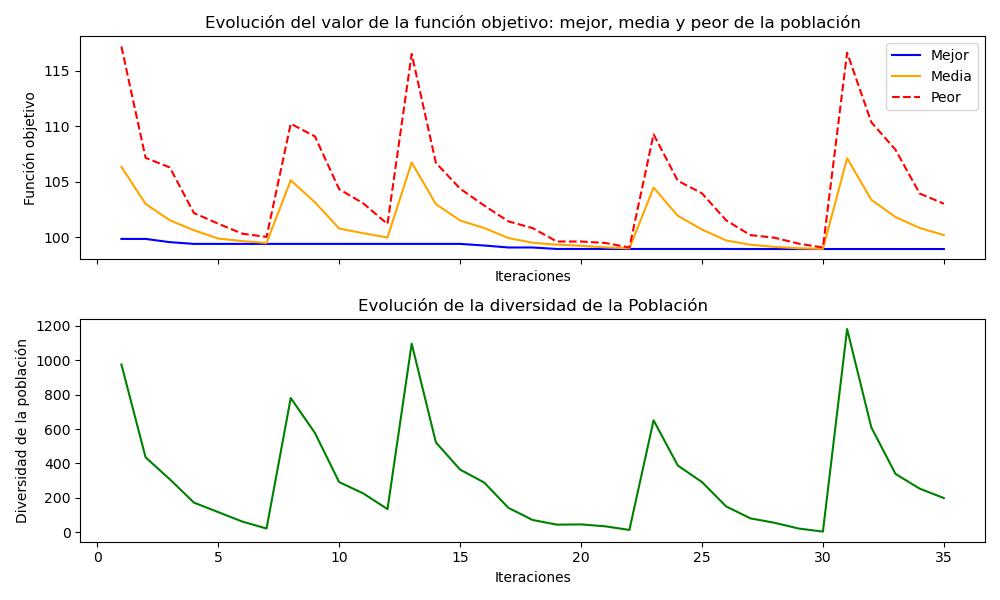 Evolución del valor de la función objetivo: mejor, media y peor de la población
Función objetivo
115
110
105
100
Mejor
Media
Peor
Iteraciones
Evolución de la diversidad de la Población
Diversidad de la población
1200
1000
800
600
400
200
0
0 5 10 15 20 25 30 35
Iteraciones